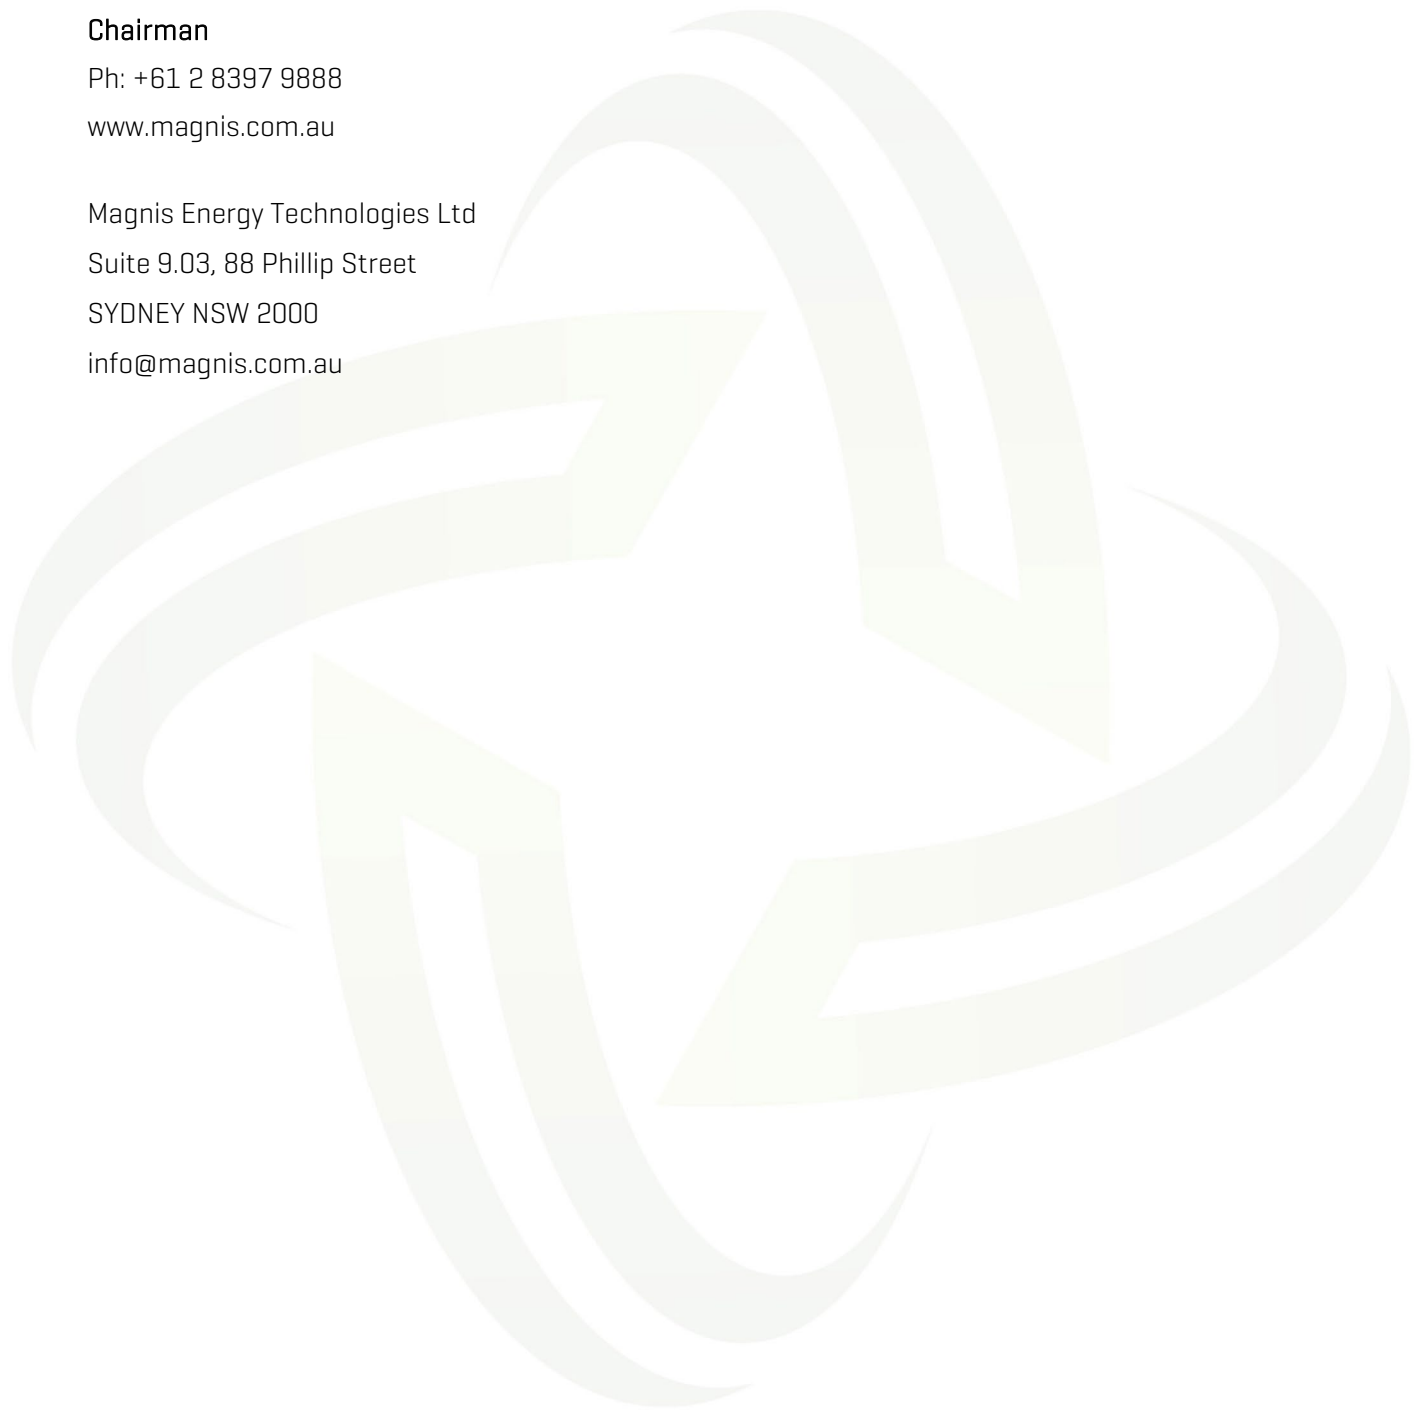 Chairman
Ph: +61 2 8397 9888
www.magnis.com.au
Magnis Energy Technologies Ltd
Suite 9.03, 88 Phillip Street
SYDNEY NSW 2000
info@magnis.com.au